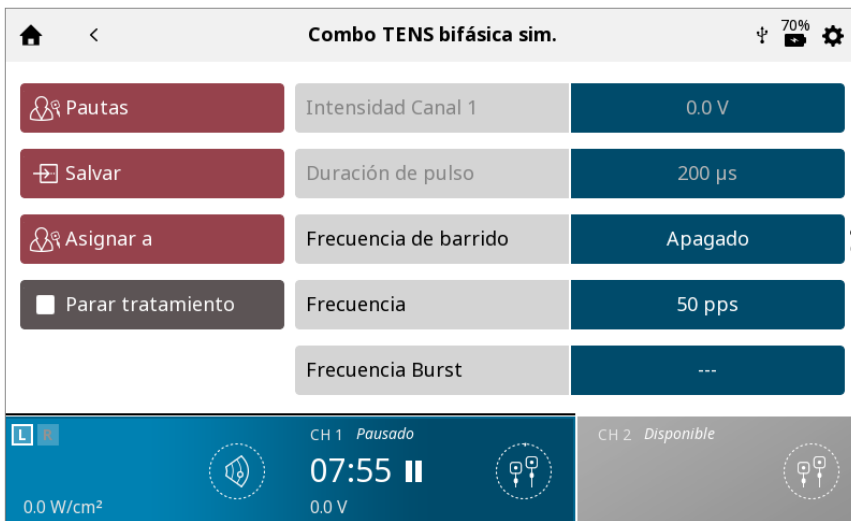 Combo TENS bifásica sim.
70%
Pautas
Intensidad Canal 1
0.0 V
Salvar
Duración de pulso
200 µs
Asignar a
Frecuencia de barrido
Apagado
Parar tratamiento
Frecuencia
50 pps
Frecuencia Burst
---
L R
CH 1 Pausado
CH 2 Disponible
07:55
0.0 W/cm²
0.0 V